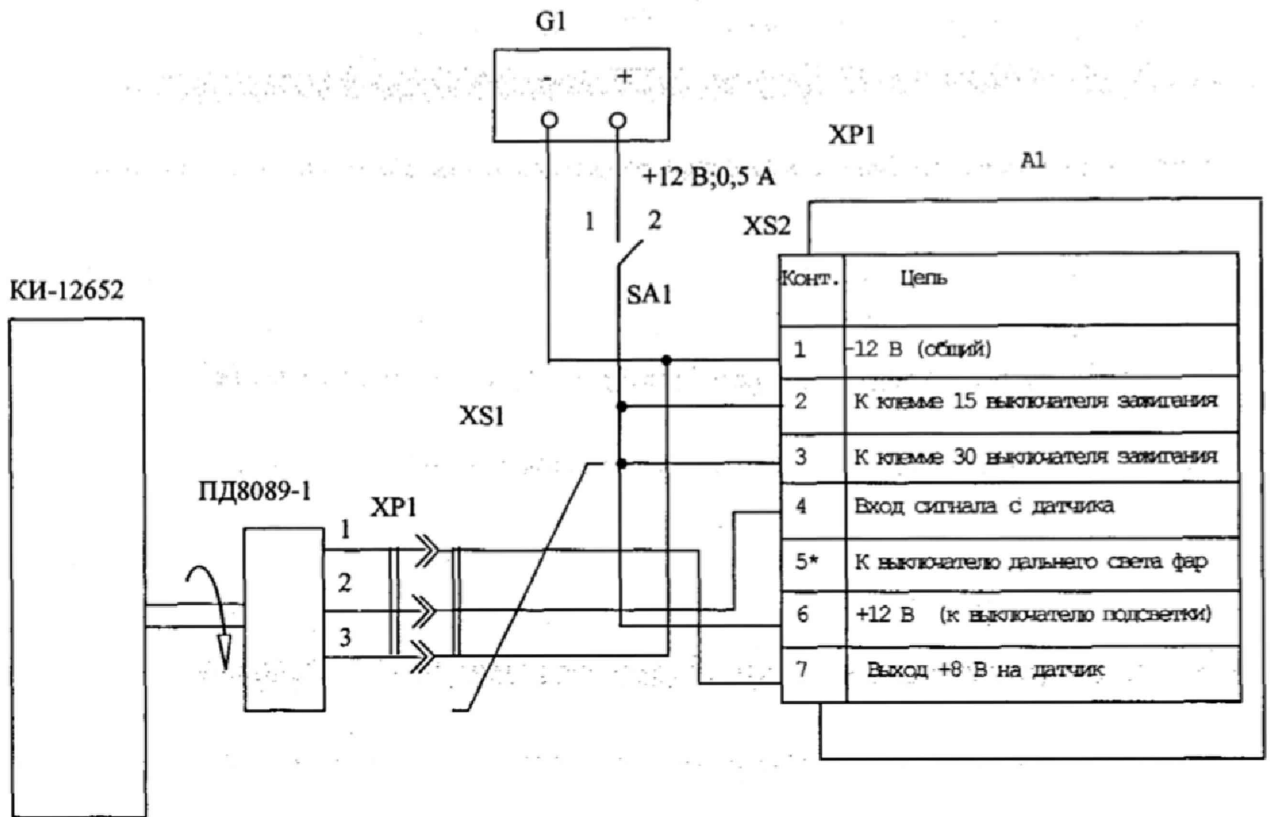 G1
- +
XP1
A1
+12 В;0,5 А
1 2
XS2
КИ-12652
SA1
Конт. Цепь
1 -12 В (общий)
2 К клемме 15 выключателя зажигания
XS1
3 К клемме 30 выключателя зажигания
ПД8089-1
XP1
4 Вход сигнала с датчика
1
5* К выключателю дальнего света фар
2
6 +12 В (к выключателю подсветки)
3
7 Выход +8 В на датчик